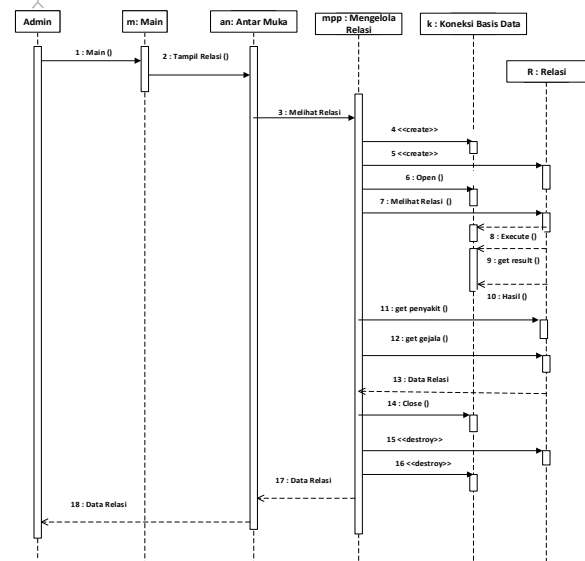 Admin
m: Main
an: Antar Muka
mpp : Mengelola
Relasi
k : Koneksi Basis Data
R : Relasi
1 : Main ()
2 : Tampil Relasi ()
3 : Melihat Relasi
4 <<create>>
5 <<create>>
6 : Open ()
7 : Melihat Relasi ()
8 : Execute ()
9 : get result ()
10 : Hasil ()
11 : get penyakit()
12 : get gejala()
13 : Data Relasi
14 : Close ()
15 <<destroy>>
16 <<destroy>>
17 : Data Relasi
18 : Data Relasi